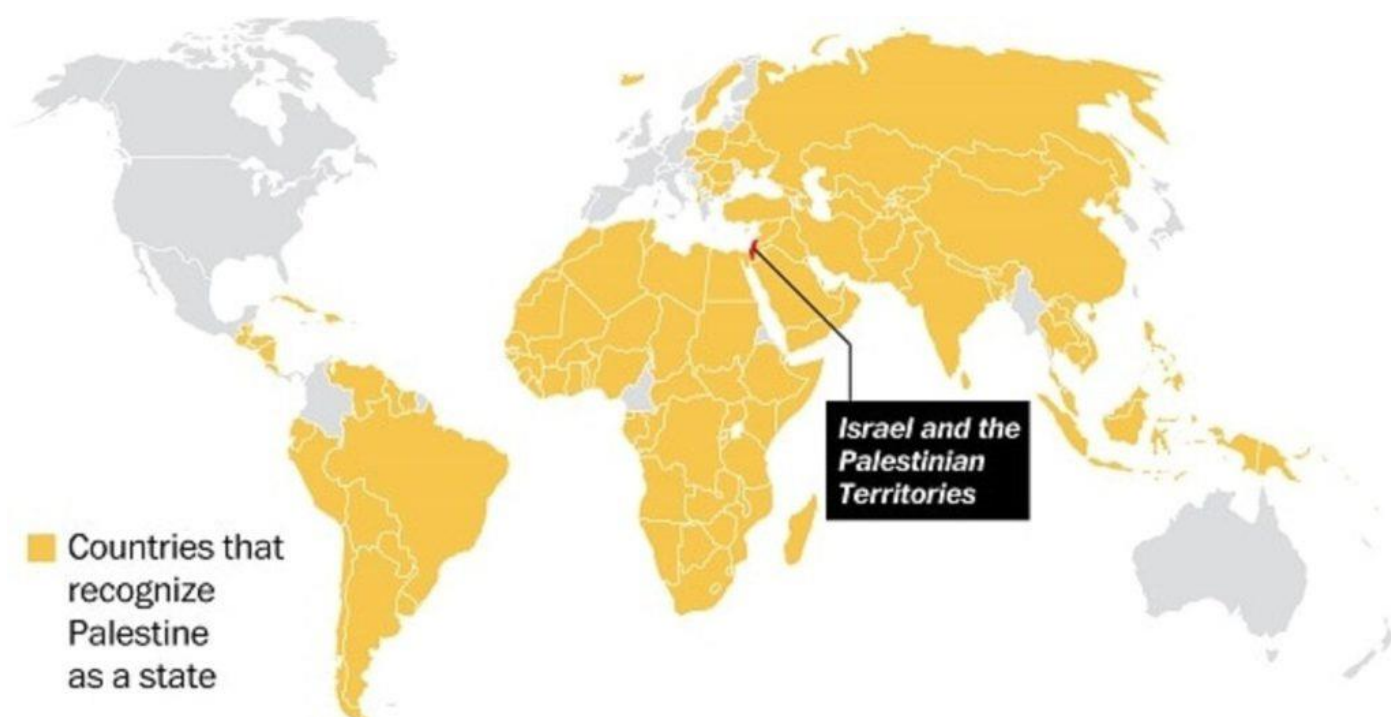 Israel and the
Palestinian
Territories
Countries that
recognize
Palestine
as a state